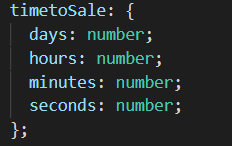 timetoSale: {
  days: number;
  hours: number;
  minutes: number;
  seconds: number;
};